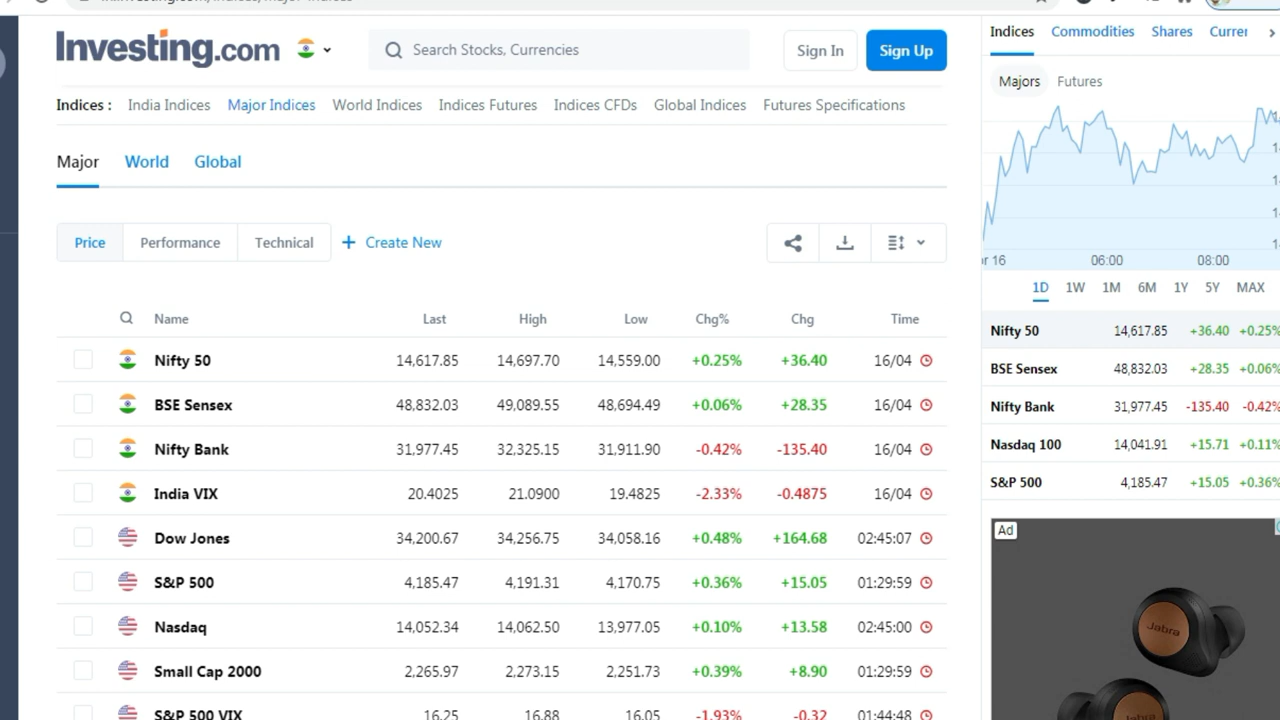 Investing.com
Search Stocks, Currencies
Sign In
Sign Up
Indices :
India Indices
Major Indices
World Indices
Indices Futures
Indices CFDs
Global Indices
Futures Specifications
Major
World
Global
Price
Performance
Technical
+ Create New
Name Last High Low Chg% Chg Time
Nifty 50 14,617.85 14,697.70 14,559.00 +0.25% +36.40 16/04
BSE Sensex 48,832.03 49,089.55 48,694.49 +0.06% +28.35 16/04
Nifty Bank 31,977.45 32,325.15 31,911.90 -0.42% -135.40 16/04
India VIX 20.4025 21.0900 19.4825 -2.33% -0.4875 16/04
Dow Jones 34,200.67 34,256.75 34,058.16 +0.48% +164.68 02:45:07
S&P 500 4,185.47 4,191.31 4,170.75 +0.36% +15.05 01:29:59
Nasdaq 14,052.34 14,062.50 13,977.05 +0.10% +13.58 02:45:00
Small Cap 2000 2,265.97 2,273.15 2,251.73 +0.39% +8.90 01:29:59
S&P 500 VIX 16.25 16.88 16.05 -1.93% -0.32 01:44:48
Indices
Commodities
Shares
Majors
Futures
16 06:00 08:00
1D 1W 1M 6M 1Y 5Y MAX
Nifty 50 14,617.85 +36.40 +0.25%
BSE Sensex 48,832.03 +28.35 +0.06%
Nifty Bank 31,977.45 -135.40 -0.42%
Nasdaq 100 14,041.91 +15.71 +0.11%
S&P 500 4,185.47 +15.05 +0.36%
Ad
Jabra
Jabra